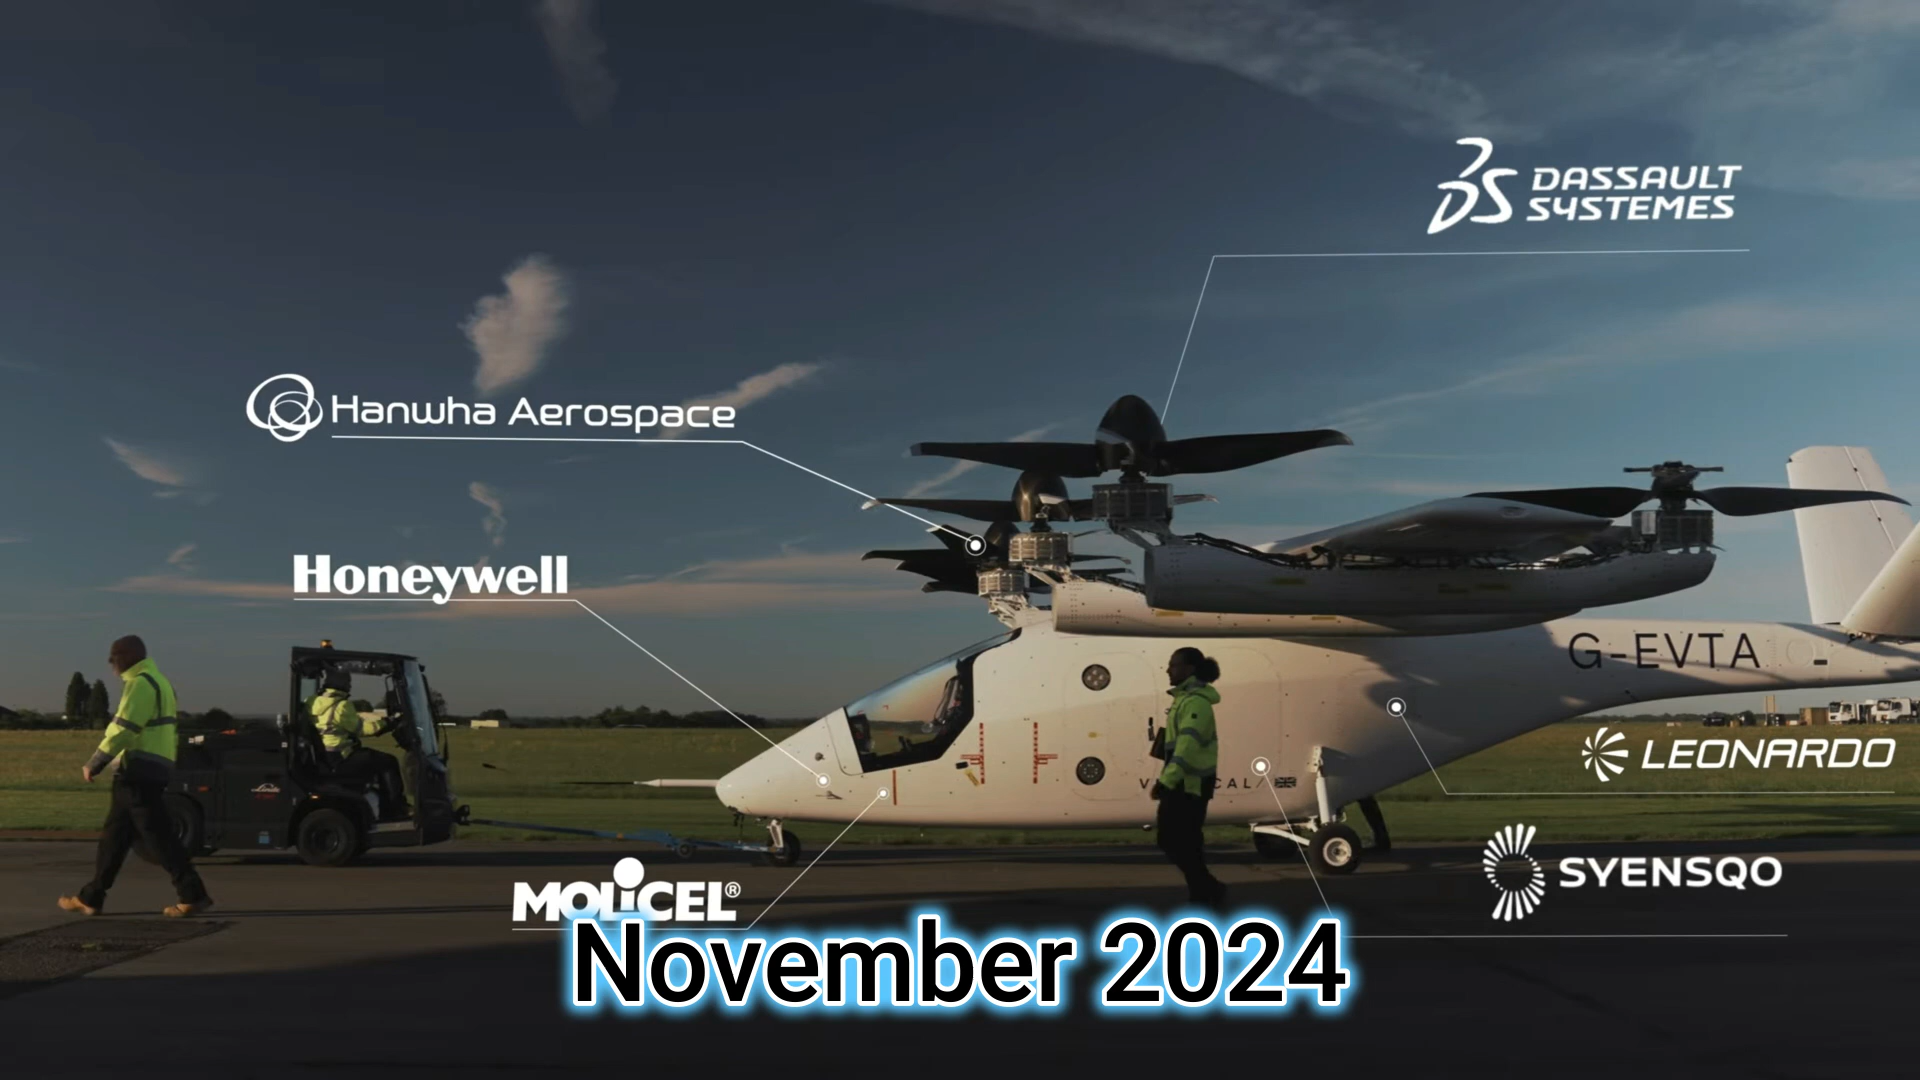 DASSAULT
SYSTEMES
Hanwha Aerospace
Honeywell
G-EVTA
LEONARDO
MOLiCEL®
SYENSQO
November 2024